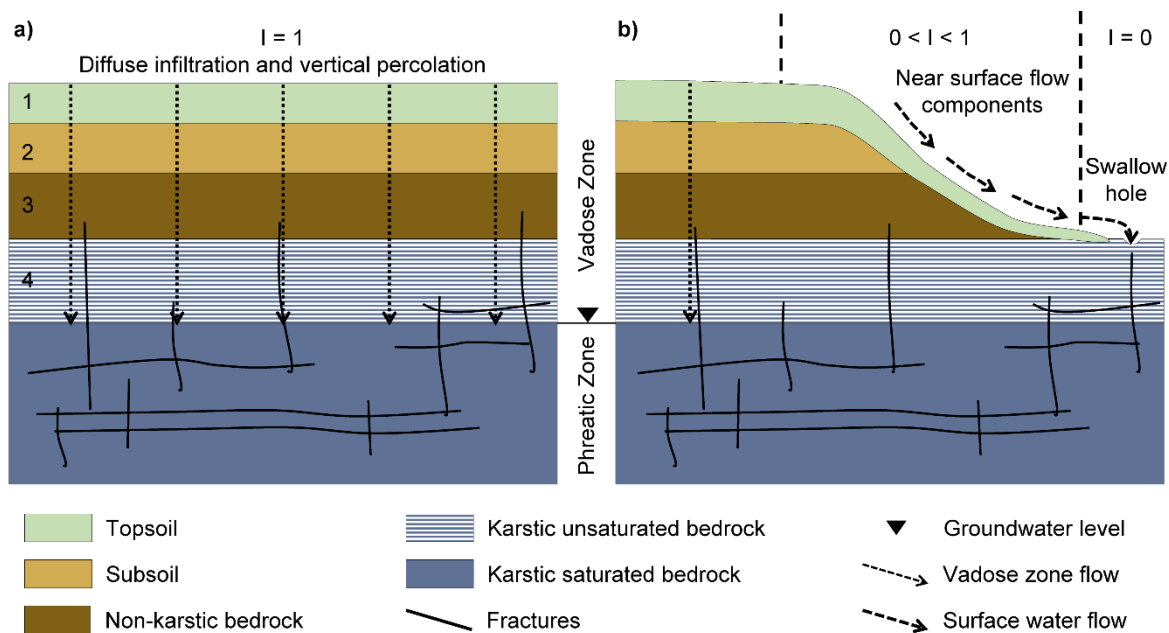 a)
I = 1
Diffuse infiltration and vertical percolation
1
2
3
4
Vadose Zone
Phreatic Zone
b)
0 < I < 1
I = 0
Near surface flow
components
Swallow
hole
Topsoil
Subsoil
Non-karstic bedrock
Karstic unsaturated bedrock
Karstic saturated bedrock
Fractures
Groundwater level
Vadose zone flow
Surface water flow